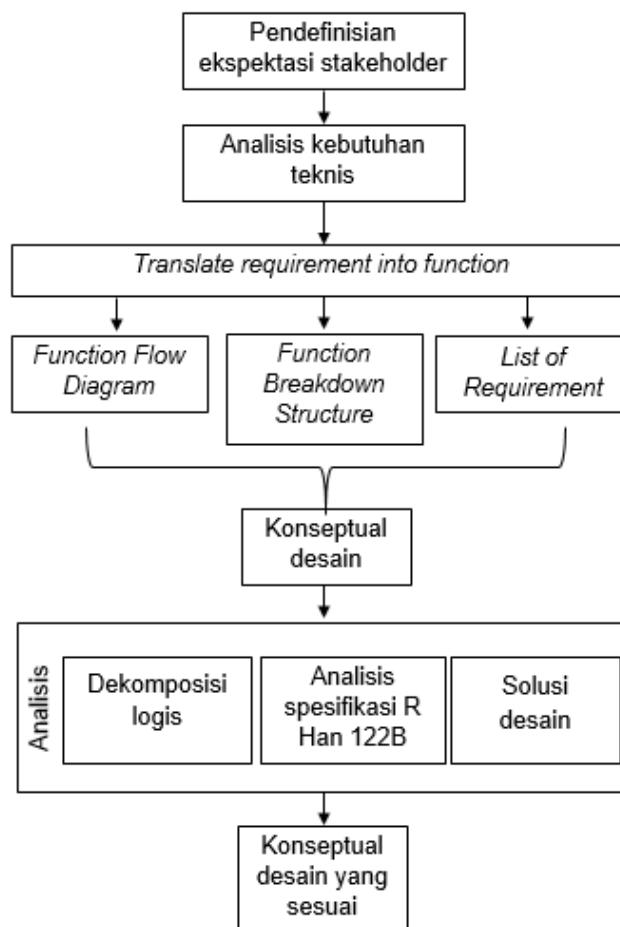 Pendefinisian
ekspektasi stakeholder
Analisis kebutuhan
teknis
Translate requirement into function
Function Flow
Diagram
Function
Breakdown
Structure
List of
Requirement
Konseptual
desain
Analisis
Dekomposisi
logis
Analisis
spesifikasi R
Han 122B
Solusi
desain
Konseptual
desain yang
sesuai